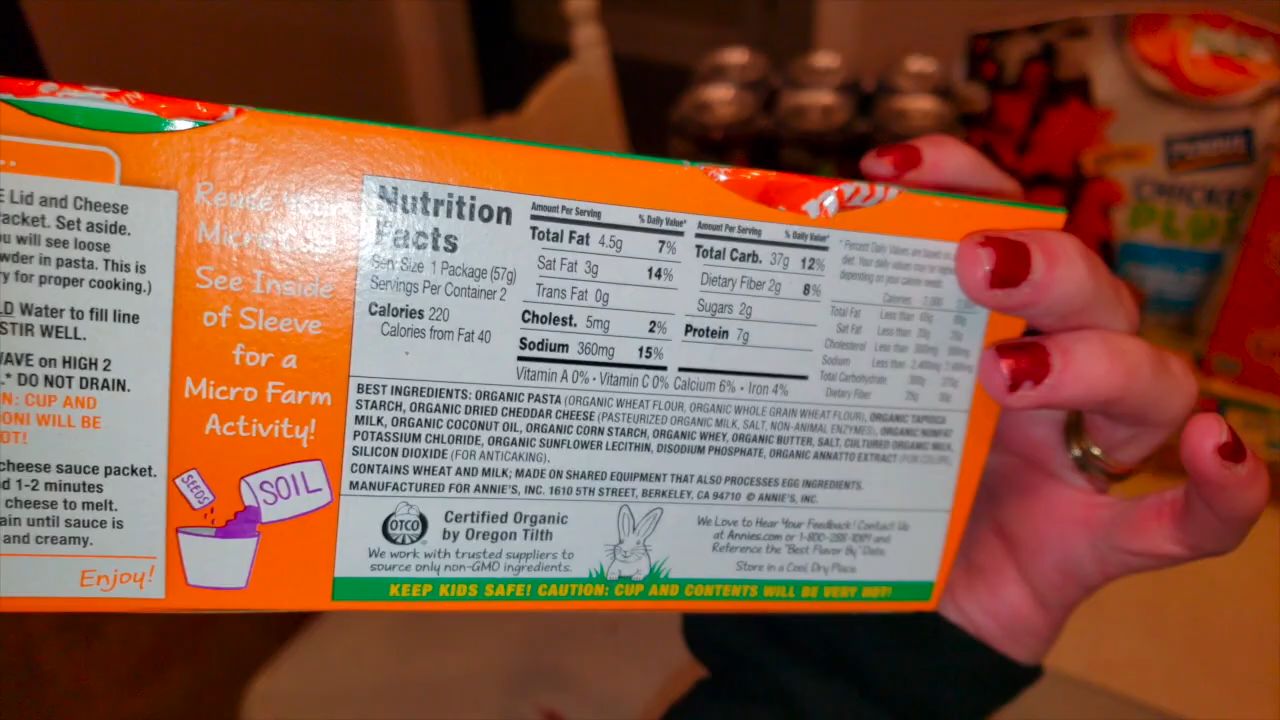 E Lid and Cheese
acket. Set aside.
ou will see loose
wder in pasta. This is
ry for proper cooking.)
LD Water to fill line
STIR WELL.
AVE on HIGH 2
.* DO NOT DRAIN.
N: CUP AND
ONI WILL BE
OT!
cheese sauce packet.
d 1-2 minutes
cheese to melt.
ain until sauce is
and creamy.
Enjoy!
Reuse Your
Micro
See Inside
of Sleeve
for a
Micro Farm
Activity!
SEEDS
SOIL
Nutrition
Facts
Serv Size 1 Package (57g)
Servings Per Container 2
Calories 220
Calories from Fat 40
Amount Per Serving % Daily Value*
Total Fat 4.5g 7%
Sat Fat 3g 14%
Trans Fat 0g
Cholest. 5mg 2%
Sodium 360mg 15%
Amount Per Serving % Daily Value*
Total Carb. 37g 12%
Dietary Fiber 2g 8%
Sugars 2g
Protein 7g
Vitamin A 0% • Vitamin C 0% Calcium 6% • Iron 4%
* Percent Daily Values are based on
diet. Your daily values may be
depending on your calorie needs.
Calories 2,000
Total Fat Less than 65g 80g
Sat Fat Less than 20g
Cholesterol Less than 300mg 300mg
Sodium Less than 2,400mg
Total Carbohydrate 300g 375g
Dietary Fiber 25g 30g
BEST INGREDIENTS: ORGANIC PASTA (ORGANIC WHEAT FLOUR, ORGANIC WHOLE GRAIN WHEAT FLOUR), ORGANIC TAPIOCA
STARCH, ORGANIC DRIED CHEDDAR CHEESE (PASTEURIZED ORGANIC MILK, SALT, NON-ANIMAL ENZYMES), ORGANIC NONFAT
MILK, ORGANIC COCONUT OIL, ORGANIC CORN STARCH, ORGANIC WHEY, ORGANIC BUTTER, SALT, CULTURED ORGANIC MILK,
POTASSIUM CHLORIDE, ORGANIC SUNFLOWER LECITHIN, DISODIUM PHOSPHATE, ORGANIC ANNATTO EXTRACT (FOR COLOR),
SILICON DIOXIDE (FOR ANTICAKING).
CONTAINS WHEAT AND MILK; MADE ON SHARED EQUIPMENT THAT ALSO PROCESSES EGG INGREDIENTS.
MANUFACTURED FOR ANNIE'S, INC. 1610 5TH STREET, BERKELEY, CA 94710 © ANNIE'S, INC.
OTCO
Certified Organic
by Oregon Tilth
We work with trusted suppliers to
source only non-GMO ingredients.
We Love to Hear Your Feedback! Contact Us
at Annies.com or 1-800-288-1089 and
Reference the "Best Flavor By" Date.
Store in a Cool Dry Place.
KEEP KIDS SAFE! CAUTION: CUP AND CONTENTS WILL BE VERY HOT!
PERDUE
CHICKEN
PLUS